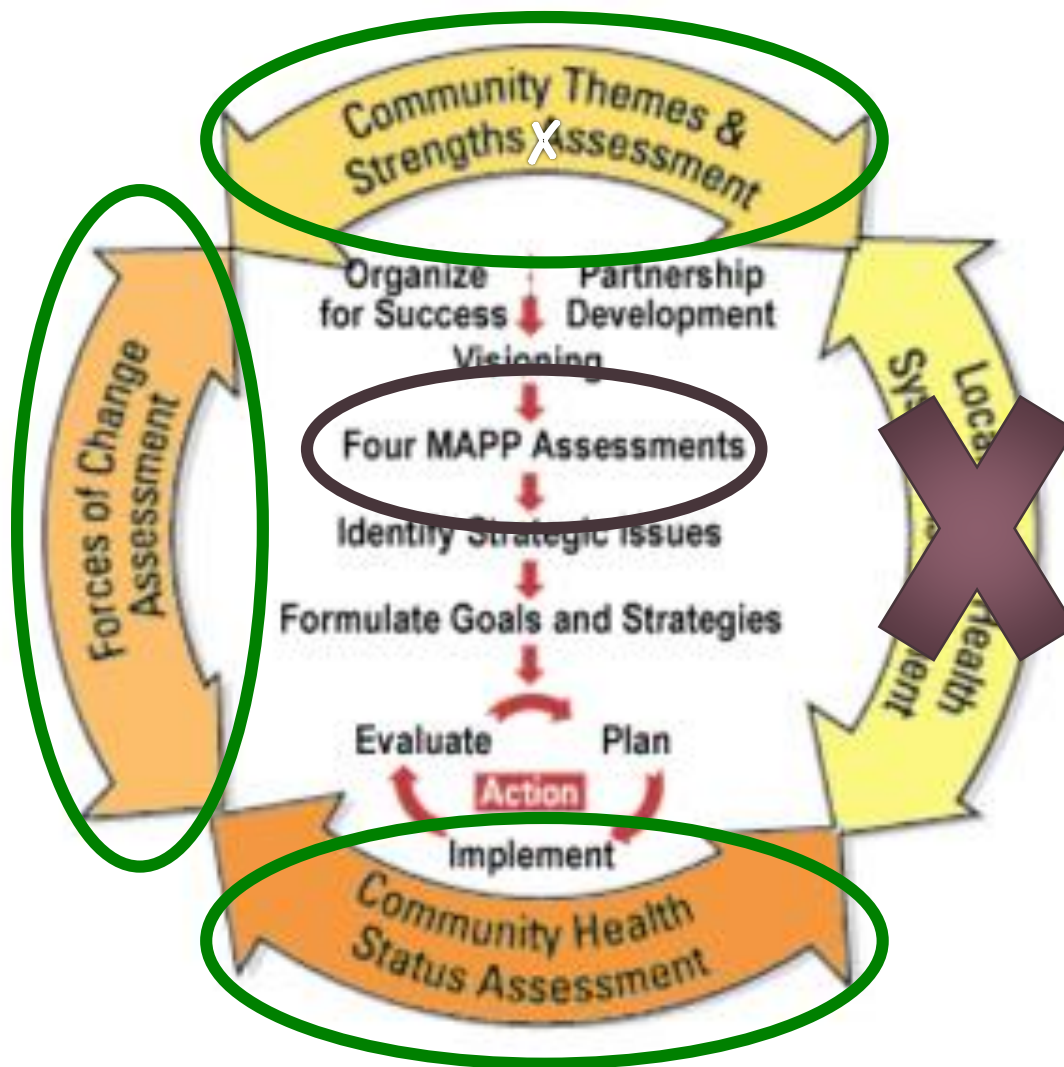 Community Themes &
Strengths Assessment
Organize
for Success
Partnership
Development
Visioning
Four MAPP Assessments
Identify Strategic Issues
Formulate Goals and Strategies
Evaluate
Plan
Action
Implement
Forces of Change
Assessment
Health
Community Health
Status Assessment